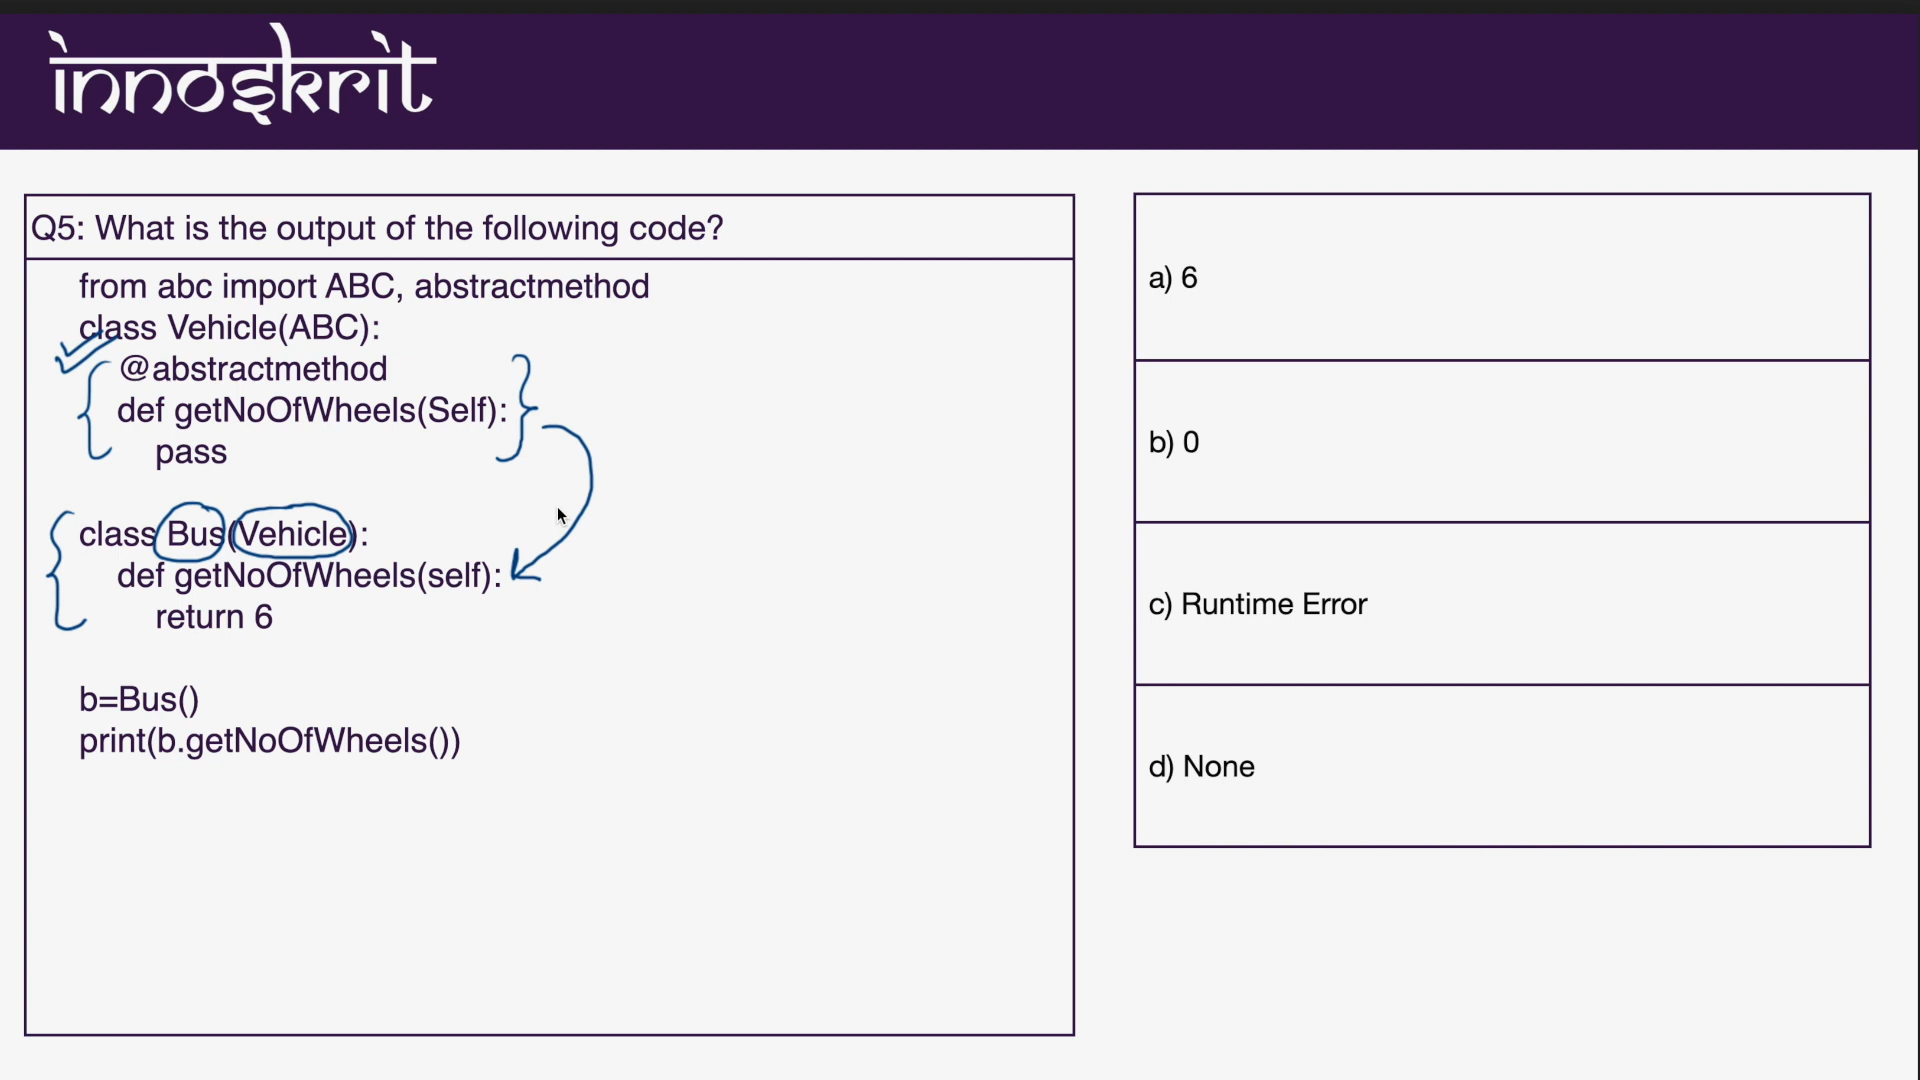 innoskrit
Q5: What is the output of the following code?
from abc import ABC, abstractmethod
class Vehicle(ABC):
@abstractmethod
def getNoOfWheels(Self):
pass
class Bus(Vehicle):
def getNoOfWheels(self):
return 6
b=Bus()
print(b.getNoOfWheels())
a) 6
b) 0
c) Runtime Error
d) None